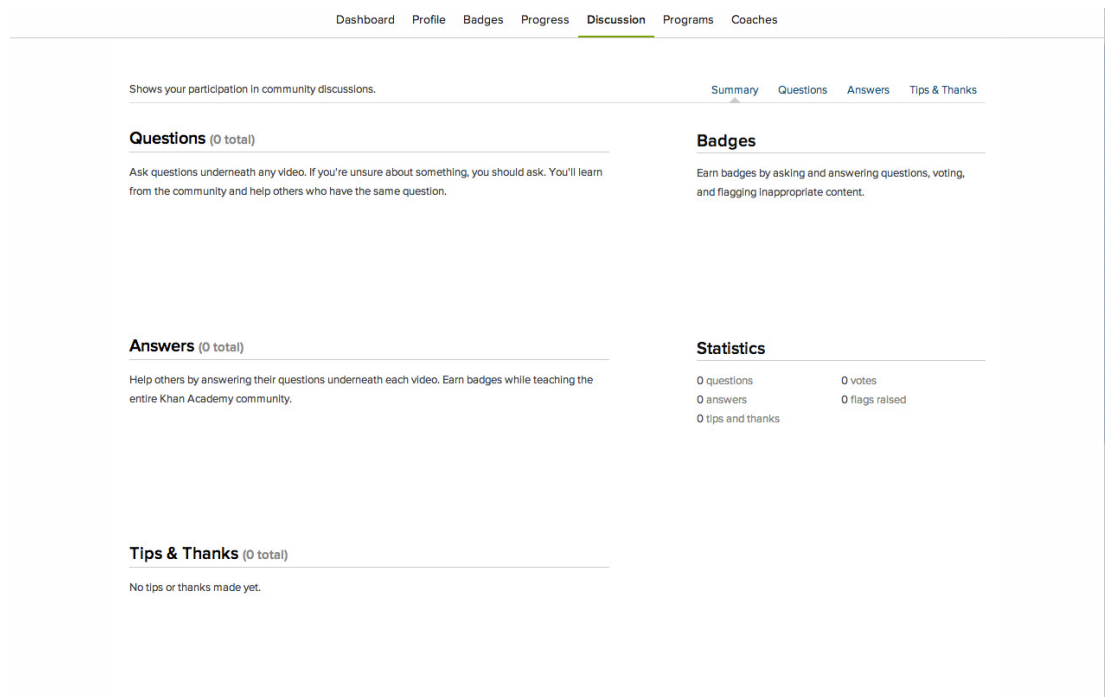 Dashboard Profile Badges Progress Discussion Programs Coaches
Shows your participation in community discussions.
Summary Questions Answers Tips & Thanks
Questions (0 total)
Ask questions underneath any video. If you're unsure about something, you should ask. You'll learn
from the community and help others who have the same question.
Badges
Earn badges by asking and answering questions, voting,
and flagging inappropriate content.
Answers (0 total)
Help others by answering their questions underneath each video. Earn badges while teaching the
entire Khan Academy community.
Statistics
0 questions 0 votes
0 answers 0 flags raised
0 tips and thanks
Tips & Thanks (0 total)
No tips or thanks made yet.